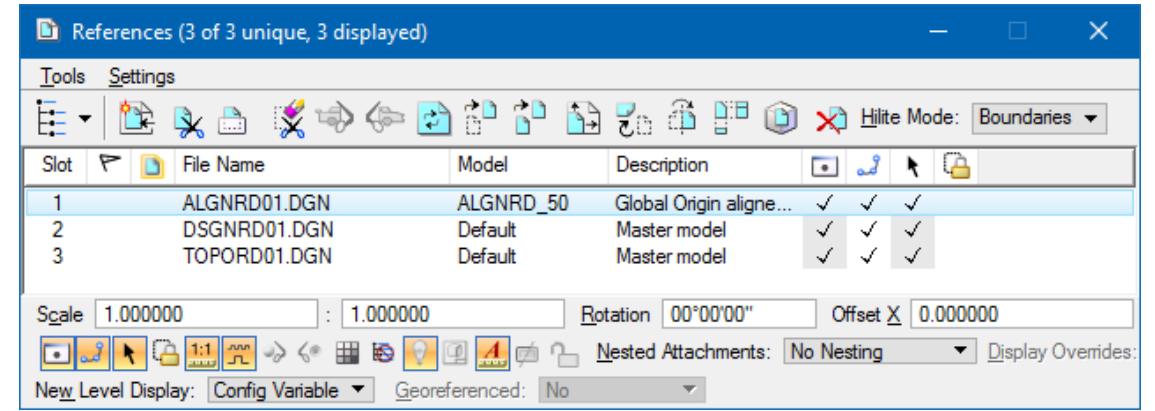 References (3 of 3 unique, 3 displayed)
Tools Settings
Hilite Mode: Boundaries
Slot File Name Model Description
1 ALGNRD01.DGN ALGNRD_50 Global Origin aligne...
2 DSGNRD01.DGN Default Master model
3 TOPORD01.DGN Default Master model
Scale 1.000000 : 1.000000 Rotation 00°00'00" Offset X 0.000000
1:1 A Nested Attachments: No Nesting Display Overrides:
New Level Display: Config Variable Georeferenced: No